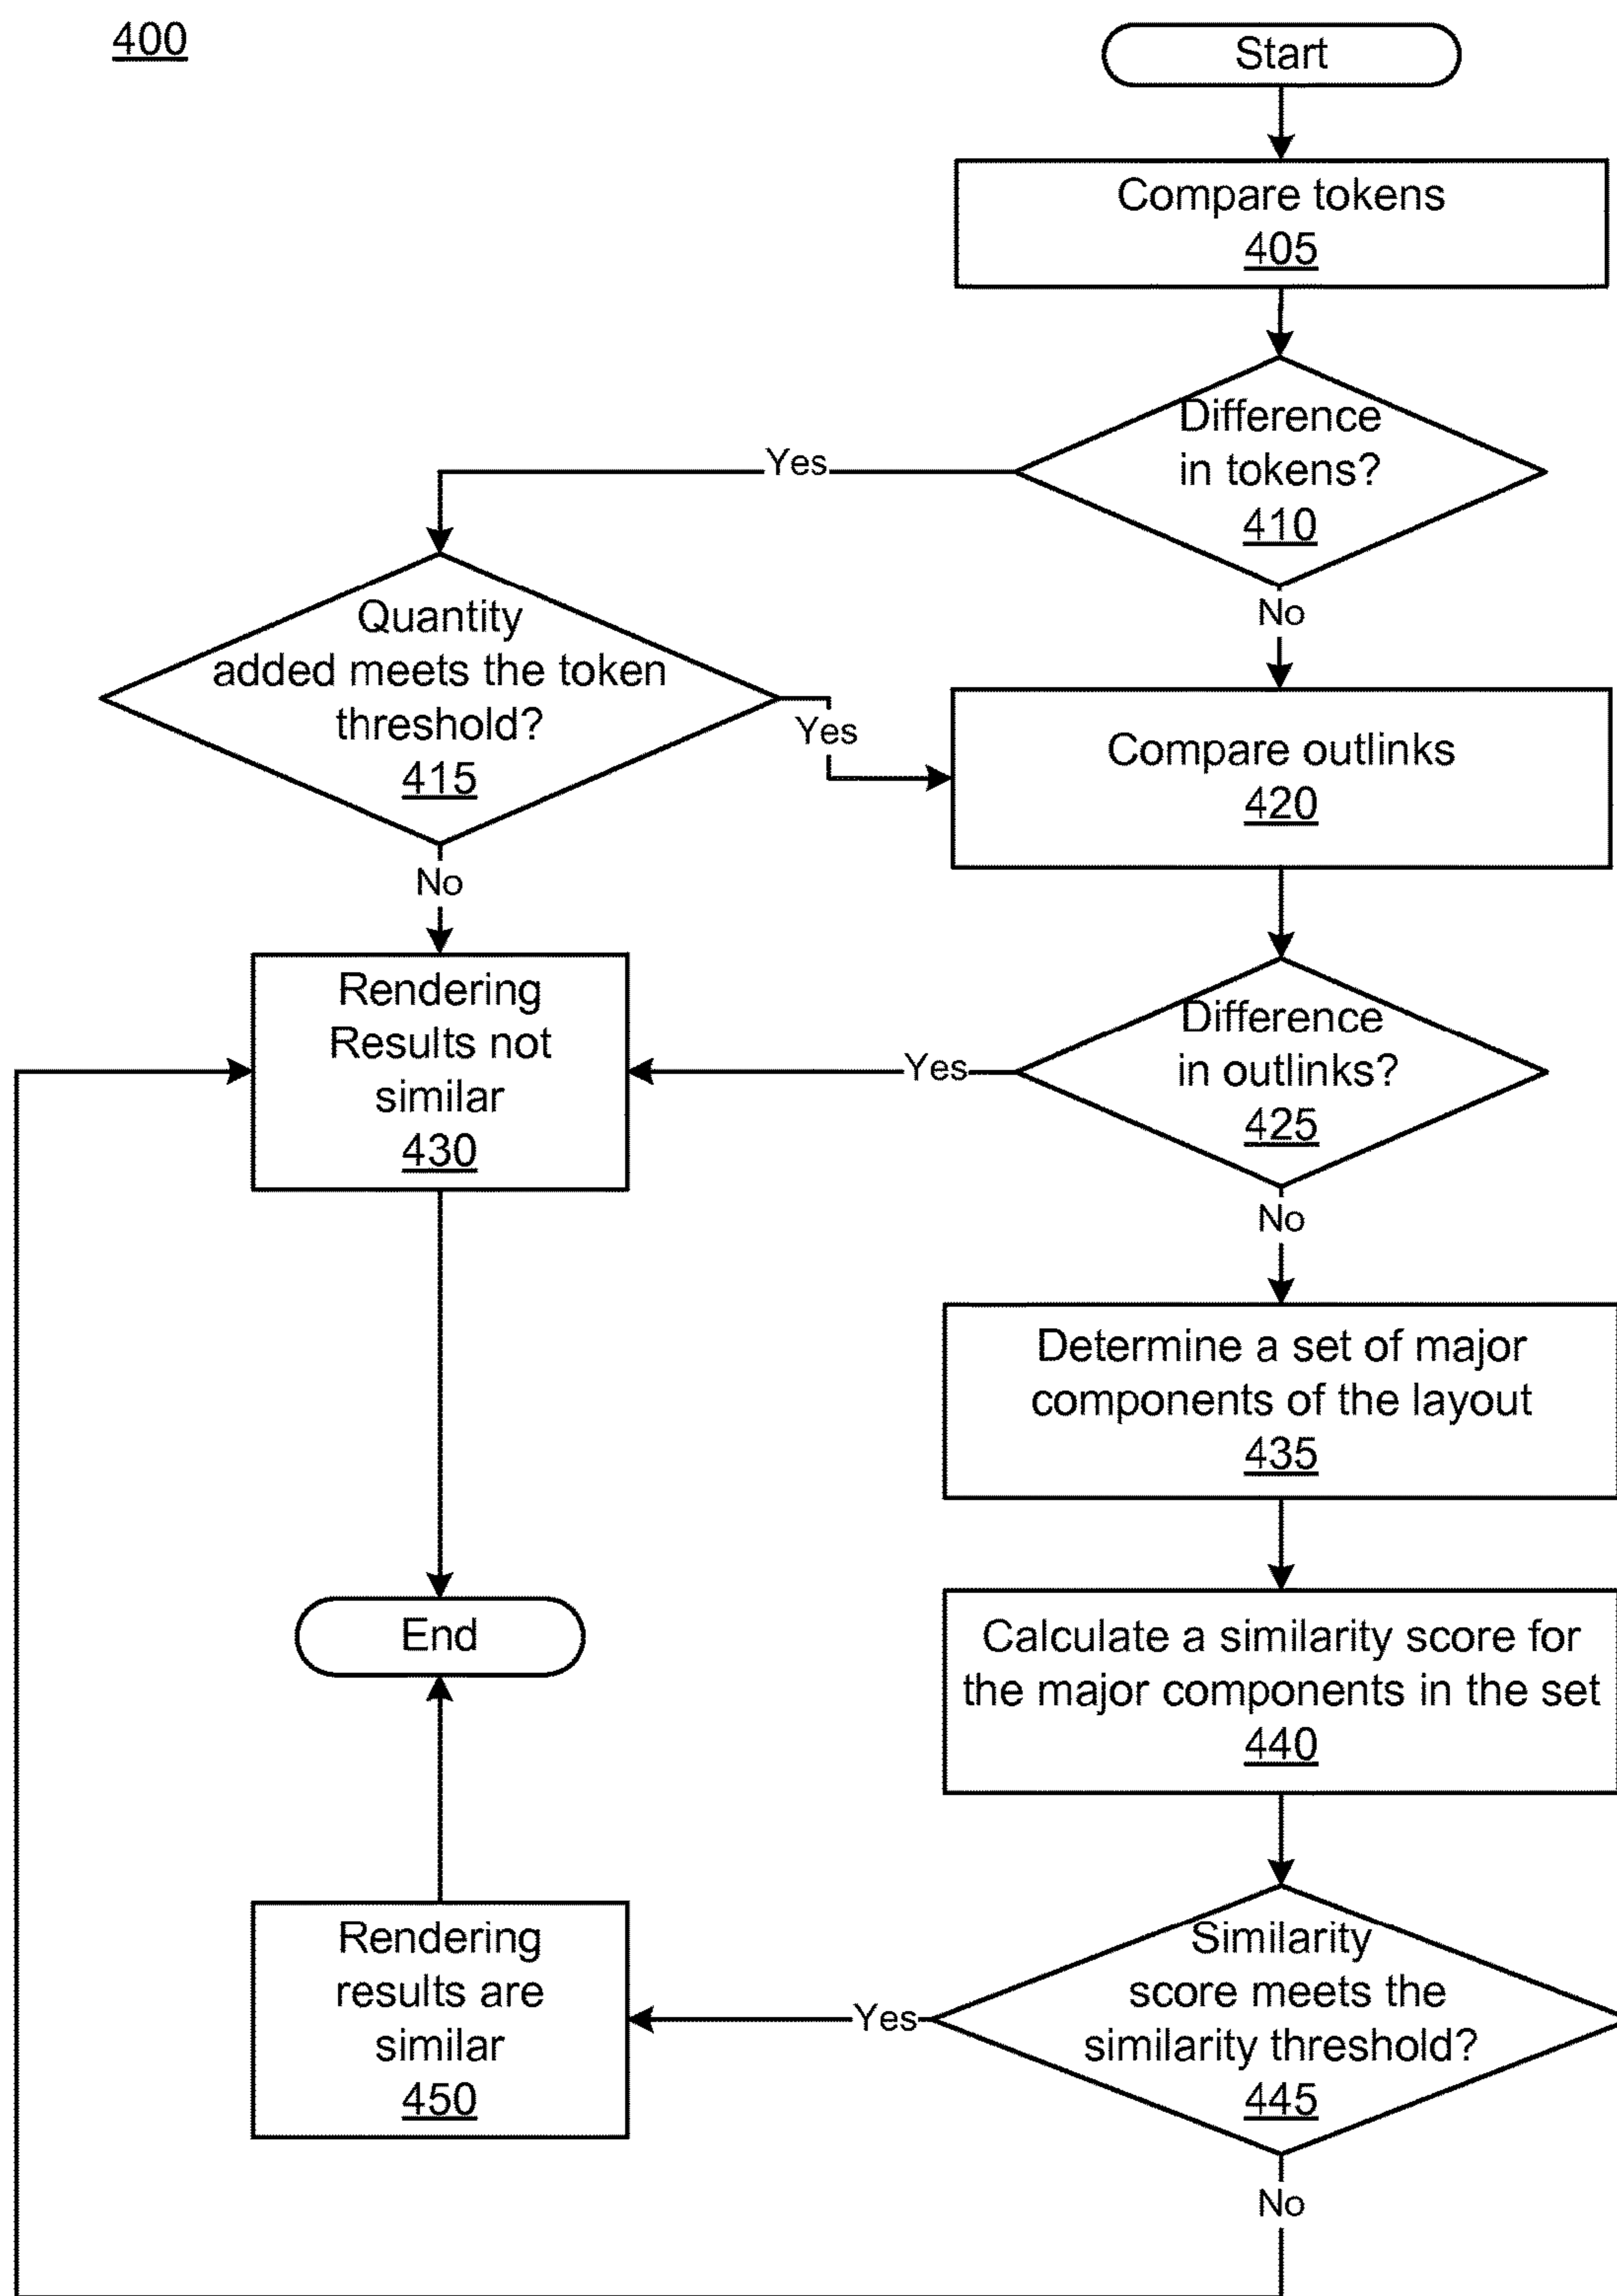 400
Start
Compare tokens
405
Difference
in tokens?
410
Yes
No
Quantity
added meets the token
threshold?
415
Yes
No
Compare outlinks
420
Rendering
Results not
similar
430
Difference
in outlinks?
425
Yes
No
Determine a set of major
components of the layout
435
Calculate a similarity score for
the major components in the set
440
End
Rendering
results are
similar
450
Similarity
score meets the
similarity threshold?
445
Yes
No